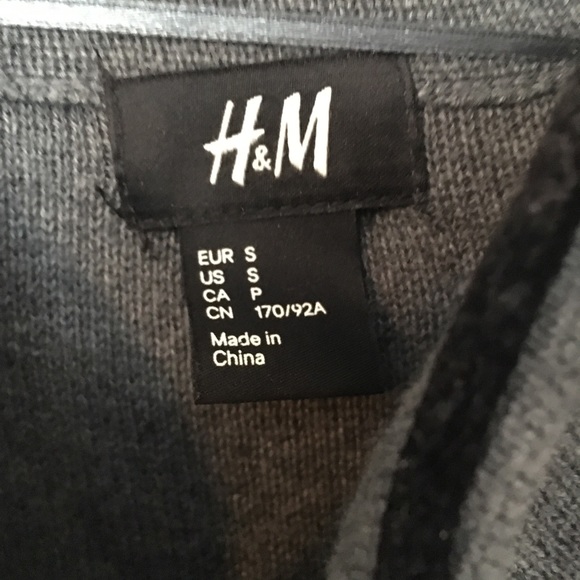 H&M
EUR S
US S
CA P
CN 170/92A
Made in
China